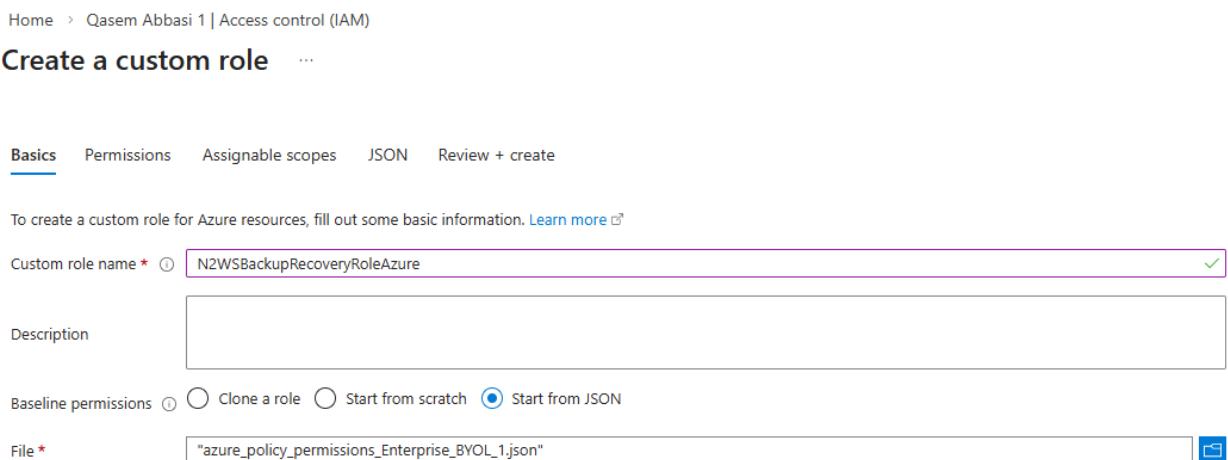 Home > Qasem Abbasi 1 | Access control (IAM)
Create a custom role ...
Basics Permissions Assignable scopes JSON Review + create
To create a custom role for Azure resources, fill out some basic information. Learn more
Custom role name * N2WSBackupRecoveryRoleAzure
Description
Baseline permissions Clone a role Start from scratch Start from JSON
File * "azure_policy_permissions_Enterprise_BYOL_1.json"